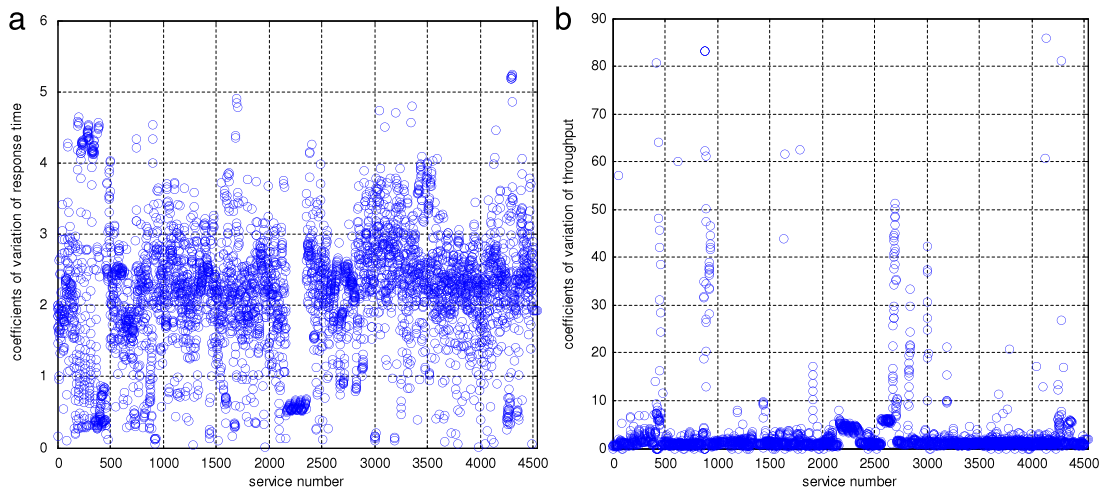 a
6
5
4
3
2
1
0
coefficients of variation of response time
0 500 1000 1500 2000 2500 3000 3500 4000 4500
service number
b
90
80
70
60
50
40
30
20
10
0
coefficients of variation of throughput
0 500 1000 1500 2000 2500 3000 3500 4000 4500
service number